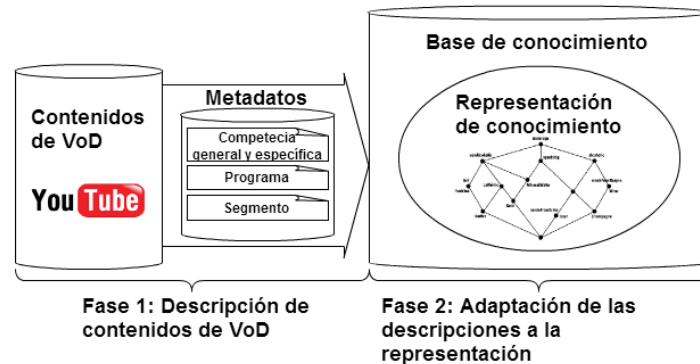 Contenidos
de VoD
YouTube
Metadatos
Competecia
general y específica
Programa
Segmento
Base de conocimiento
Representación
de conocimiento
Fase 1: Descripción de
contenidos de VoD
Fase 2: Adaptación de las
descripciones a la
representación